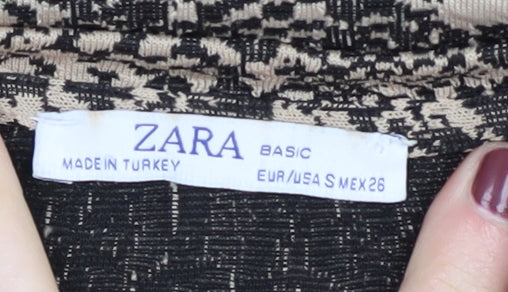 ZARA BASIC
MADE IN TURKEY EUR/USA S MEX 26